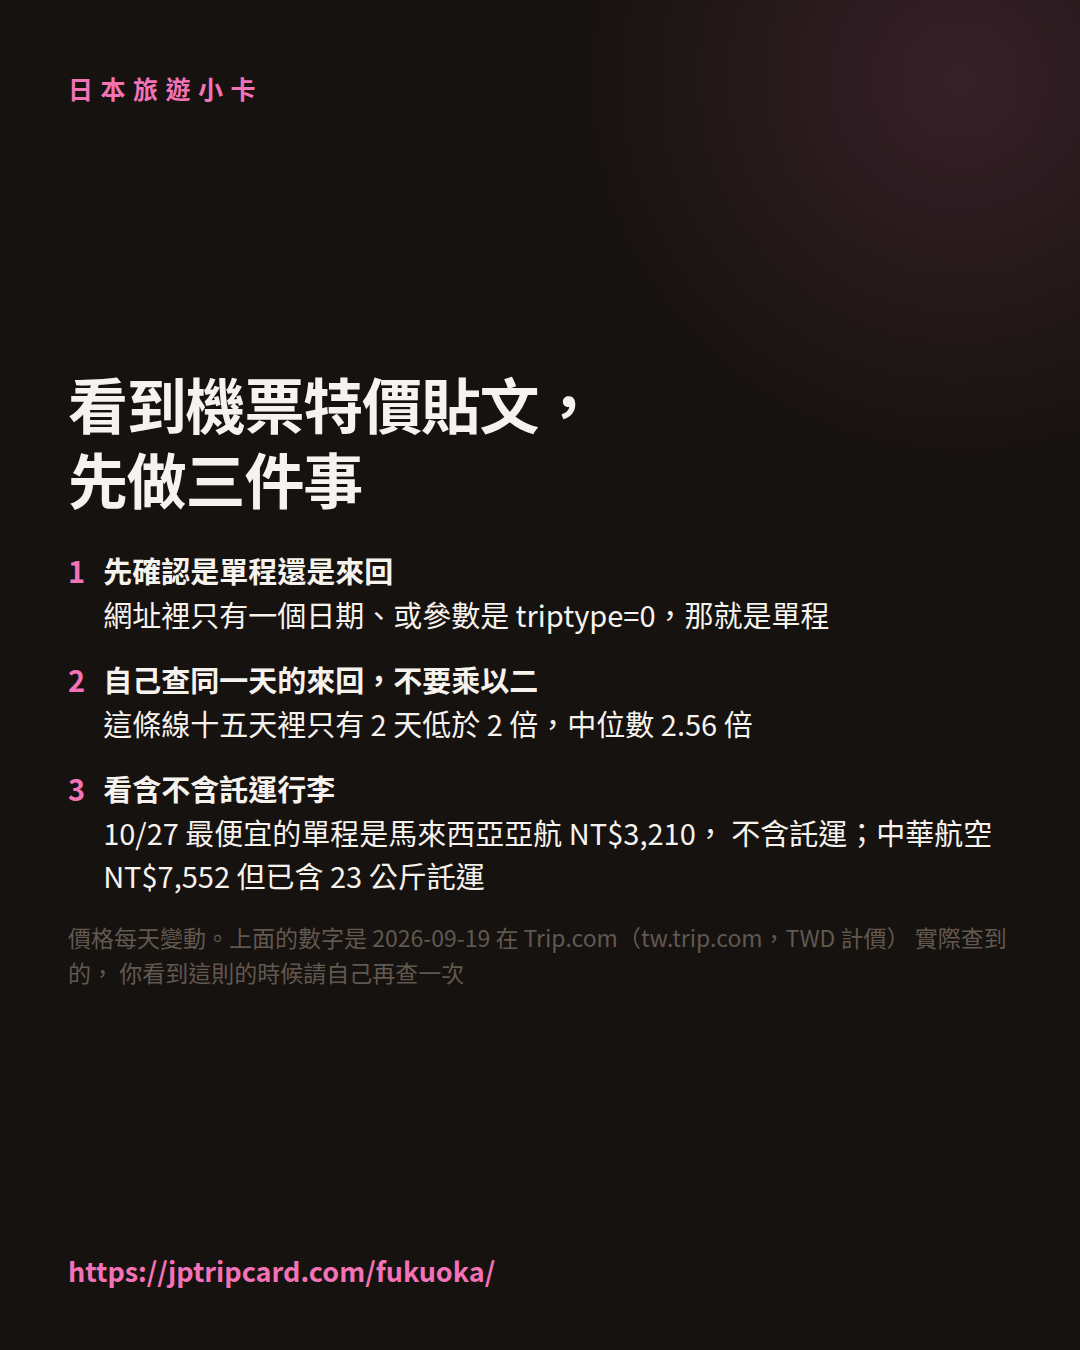 日本旅遊小卡
看到機票特價貼文，
先做三件事
1 先確認是單程還是來回
網址裡只有一個日期、或參數是 triptype=0，那就是單程
2 自己查同一天的來回，不要乘以二
這條線十五天裡只有 2 天低於 2 倍，中位數 2.56 倍
3 看含不含託運行李
10/27 最便宜的單程是馬來西亞亞航 NT$3,210， 不含託運；中華航空
NT$7,552 但已含 23 公斤託運
價格每天變動。上面的數字是 2026-09-19 在 Trip.com（tw.trip.com，TWD 計價） 實際查到
的， 你看到這則的時候請自己再查一次
https://jptripcard.com/fukuoka/